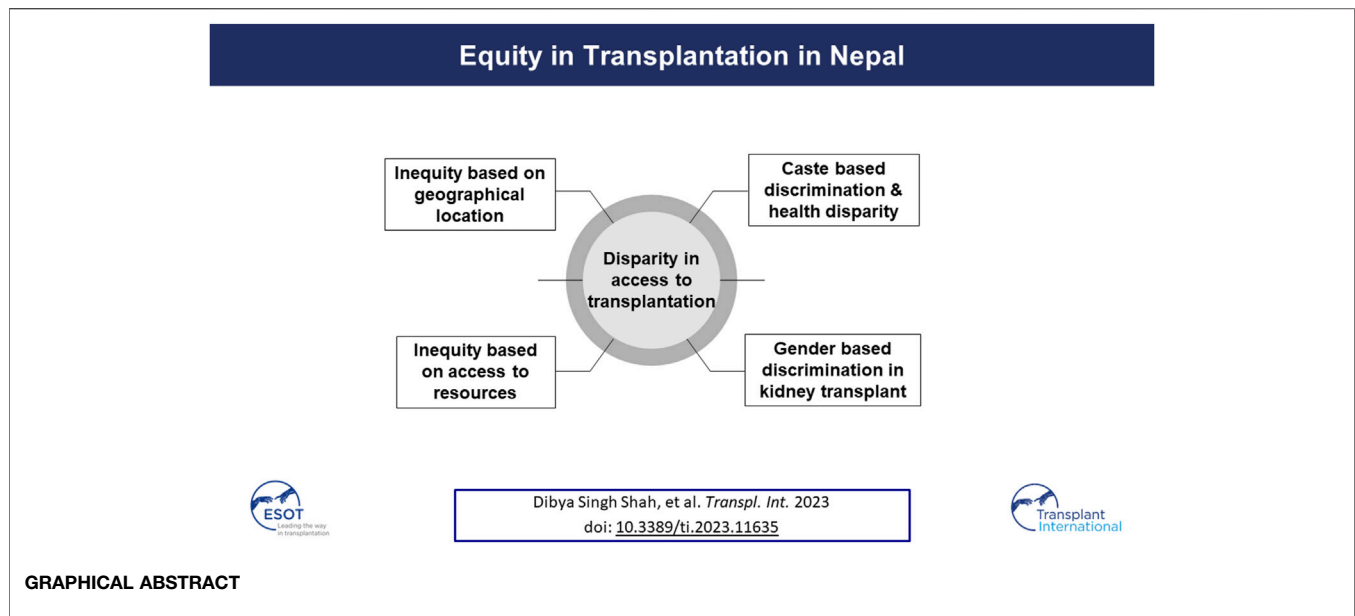 Equity in Transplantation in Nepal
Inequity based on
geographical
location
Caste based
discrimination &
health disparity
Disparity in
access to
transplantation
Inequity based
on access to
resources
Gender based
discrimination in
kidney transplant
ESOT
Leading the way
in transplantation
Dibya Singh Shah, et al. Transpl. Int. 2023
doi: 10.3389/ti.2023.11635
Transplant
International
GRAPHICAL ABSTRACT